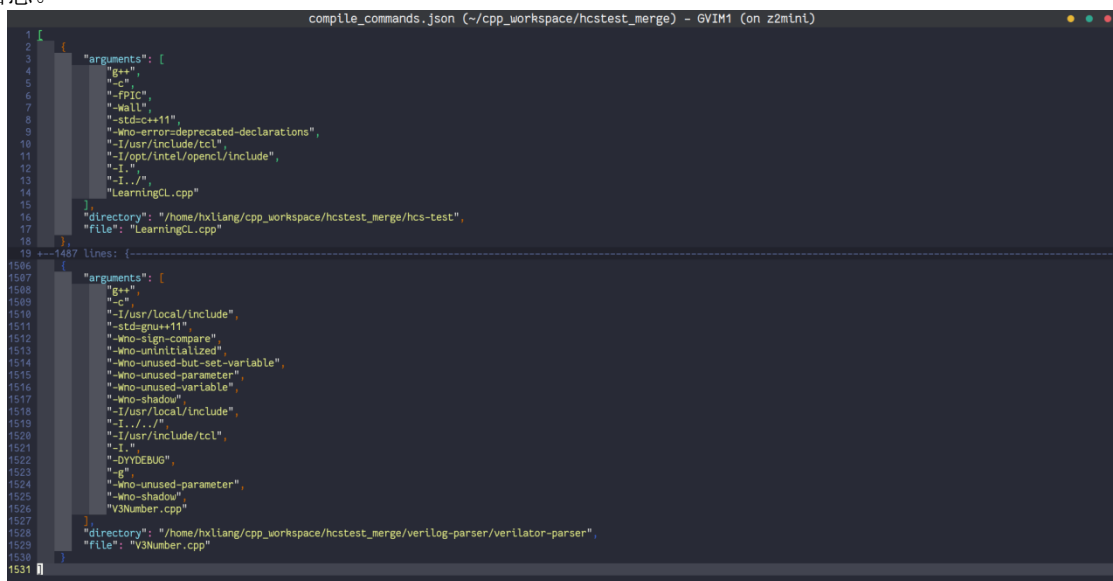 compile_commands.json (~/cpp_workspace/hcstest_merge) - GVIM1 (on z2mini)
1 [
2 {
3 "arguments": [
4 "g++",
5 "-c",
6 "-fPIC",
7 "-Wall",
8 "-std=c++11",
9 "-Wno-error=deprecated-declarations",
10 "-I/usr/include/tcl",
11 "-I/opt/intel/opencl/include",
12 "-I.",
13 "-I../",
14 "LearningCL.cpp"
15 ],
16 "directory": "/home/hxliang/cpp_workspace/hcstest_merge/hcs-test",
17 "file": "LearningCL.cpp"
18 },
19 +--1487 lines: {---
1506 {
1507 "arguments": [
1508 "g++",
1509 "-c",
1510 "-I/usr/local/include",
1511 "-std=gnu++11",
1512 "-Wno-sign-compare",
1513 "-Wno-uninitialized",
1514 "-Wno-unused-but-set-variable",
1515 "-Wno-unused-parameter",
1516 "-Wno-unused-variable",
1517 "-Wno-shadow",
1518 "-I/usr/local/include",
1519 "-I../../",
1520 "-I/usr/include/tcl",
1521 "-I.",
1522 "-DYYDEBUG",
1523 "-g",
1524 "-Wno-unused-parameter",
1525 "-Wno-shadow",
1526 "V3Number.cpp"
1527 ],
1528 "directory": "/home/hxliang/cpp_workspace/hcstest_merge/verilog-parser/verilator-parser",
1529 "file": "V3Number.cpp"
1530 }
1531 ]